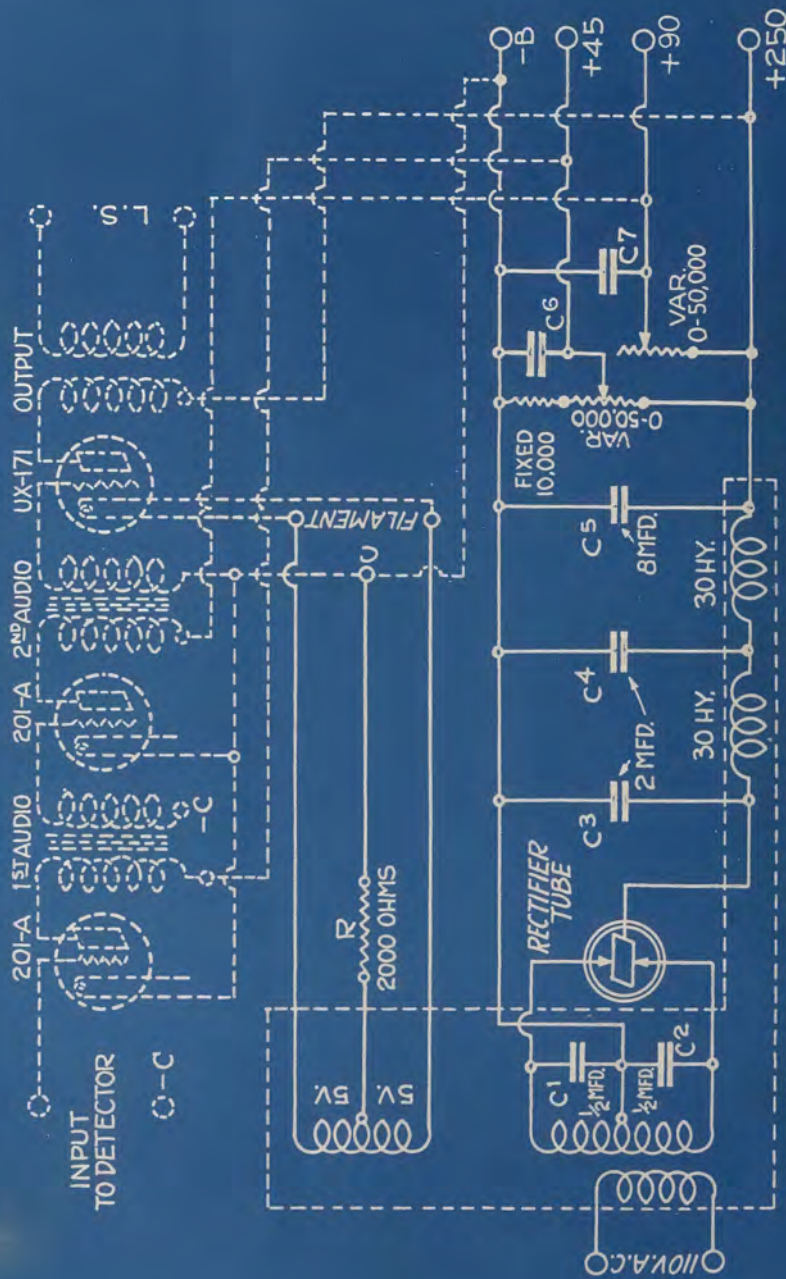 INPUT
TO DETECTOR
201-A
1ST AUDIO
201-A
2ND AUDIO
UX-171
OUTPUT
L.S.
-C
-C
5V.
5V.
R
2000 OHMS
FILAMENT
C
110V.A.C.
C1
½MFD.
½MFD.
C2
RECTIFIER
TUBE
C3
2 MFD.
C4
C5
8MFD.
30 HY.
30 HY.
FIXED
10,000
VAR.
0-50,000
C6
C7
VAR.
0-50,000
-B
+45
+90
+250